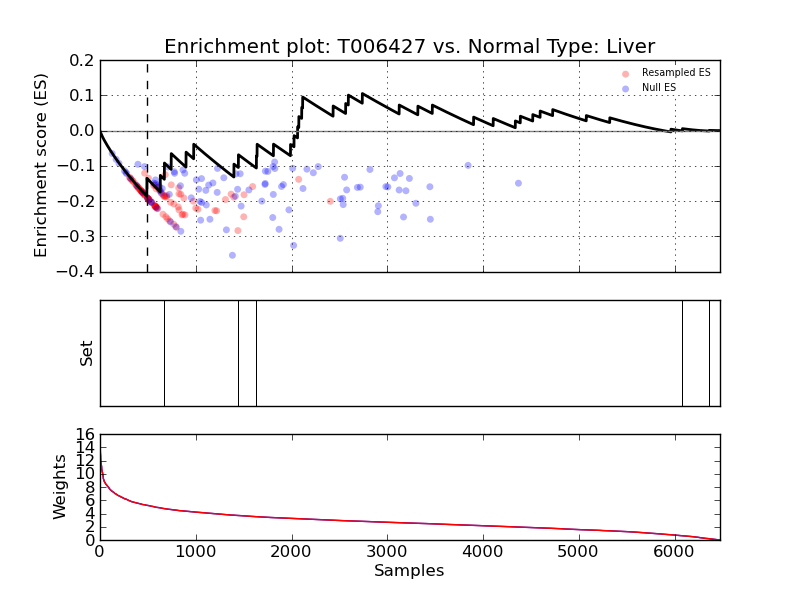 Enrichment plot: T006427 vs. Normal Type: Liver
0.2
0.1
0.0
−0.1
−0.2
−0.3
−0.4
Enrichment score (ES)
Resampled ES
Null ES
Set
16
14
12
10
8
6
4
2
0
Weights
0 1000 2000 3000 4000 5000 6000
Samples